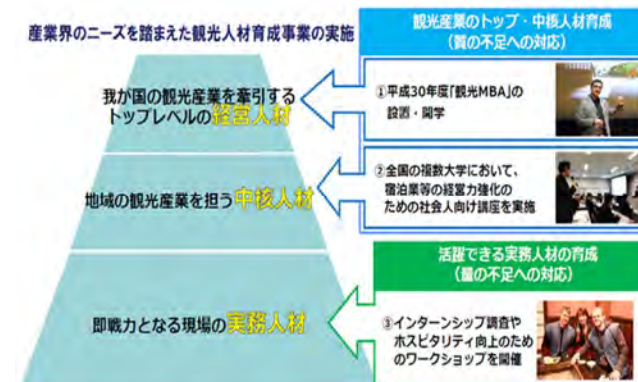 産業界のニーズを踏まえた観光人材育成事業の実施
我が国の観光産業を牽引する
トップレベルの経営人材
地域の観光産業を担う中核人材
即戦力となる現場の実務人材
観光産業のトップ・中核人材育成
(質の不足への対応)
①平成30年度「観光MBA」の
設置・開学
②全国の複数大学において、
宿泊業等の経営力強化の
ための社会人向け講座を実施
活躍できる実務人材の育成
(量の不足への対応)
③インターンシップ調査や
ホスピタリティ向上のため
のワークショップを開催